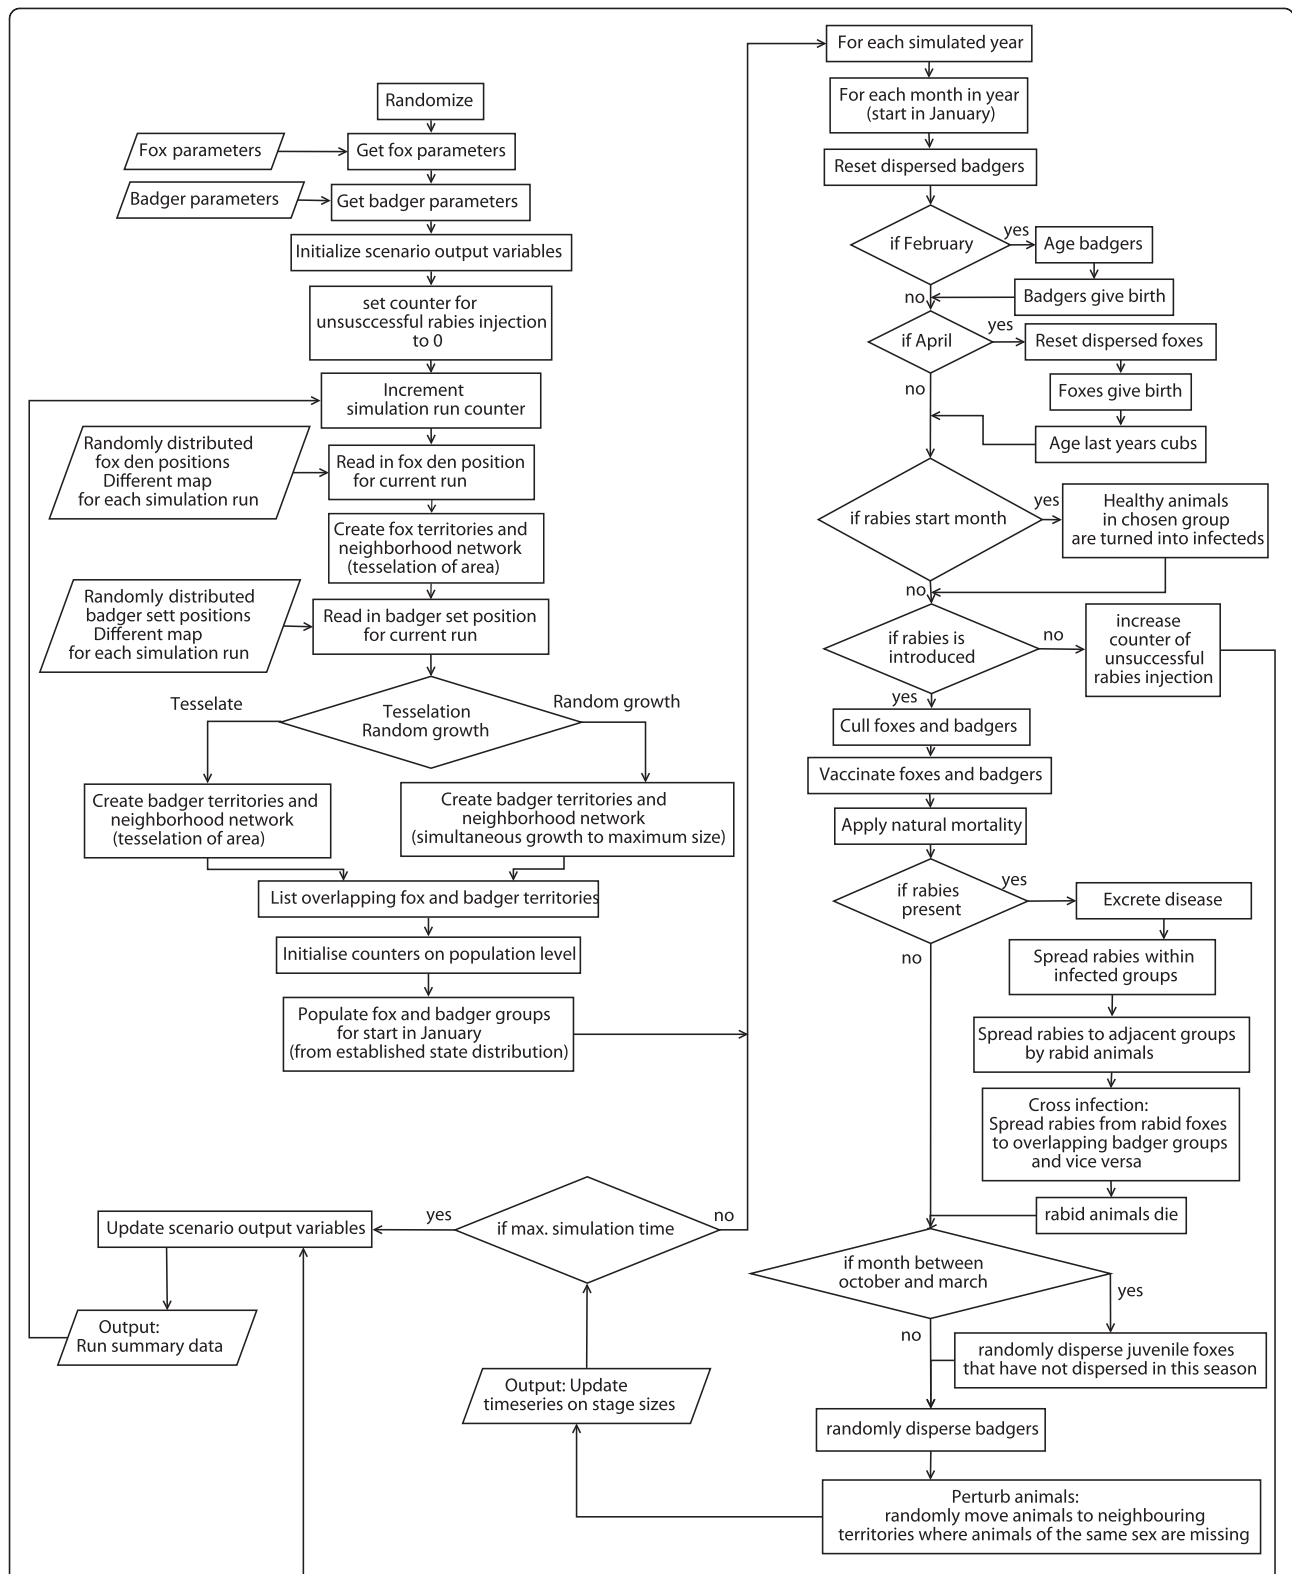 Randomize
Fox parameters
Get fox parameters
Badger parameters
Get badger parameters
Initialize scenario output variables
set counter for
unsusccessful rabies injection
to 0
Increment
simulation run counter
Randomly distributed
fox den positions
Different map
for each simulation run
Read in fox den position
for current run
Create fox territories and
neighborhood network
(tesselation of area)
Randomly distributed
badger sett positions
Different map
for each simulation run
Read in badger set position
for current run
Tesselate
Tesselation
Random growth
Random growth
Create badger territories and
neighborhood network
(tesselation of area)
Create badger territories and
neighborhood network
(simultaneous growth to maximum size)
List overlapping fox and badger territories
Initialise counters on population level
Populate fox and badger groups
for start in January
(from established state distribution)
Update scenario output variables
yes
if max. simulation time
no
Output:
Run summary data
Output: Update
timeseries on stage sizes
For each simulated year
For each month in year
(start in January)
Reset dispersed badgers
if February
yes
Age badgers
Badgers give birth
no
if April
yes
Reset dispersed foxes
Foxes give birth
Age last years cubs
no
if rabies start month
yes
Healthy animals
in chosen group
are turned into infecteds
no
if rabies is
introduced
no
increase
counter of
unsuccessful
rabies injection
yes
Cull foxes and badgers
Vaccinate foxes and badgers
Apply natural mortality
if rabies
present
yes
Excrete disease
Spread rabies within
infected groups
Spread rabies to adjacent groups
by rabid animals
Cross infection:
Spread rabies from rabid foxes
to overlapping badger groups
and vice versa
rabid animals die
no
if month between
october and march
yes
randomly disperse juvenile foxes
that have not dispersed in this season
no
randomly disperse badgers
Perturb animals:
randomly move animals to neighbouring
territories where animals of the same sex are missing